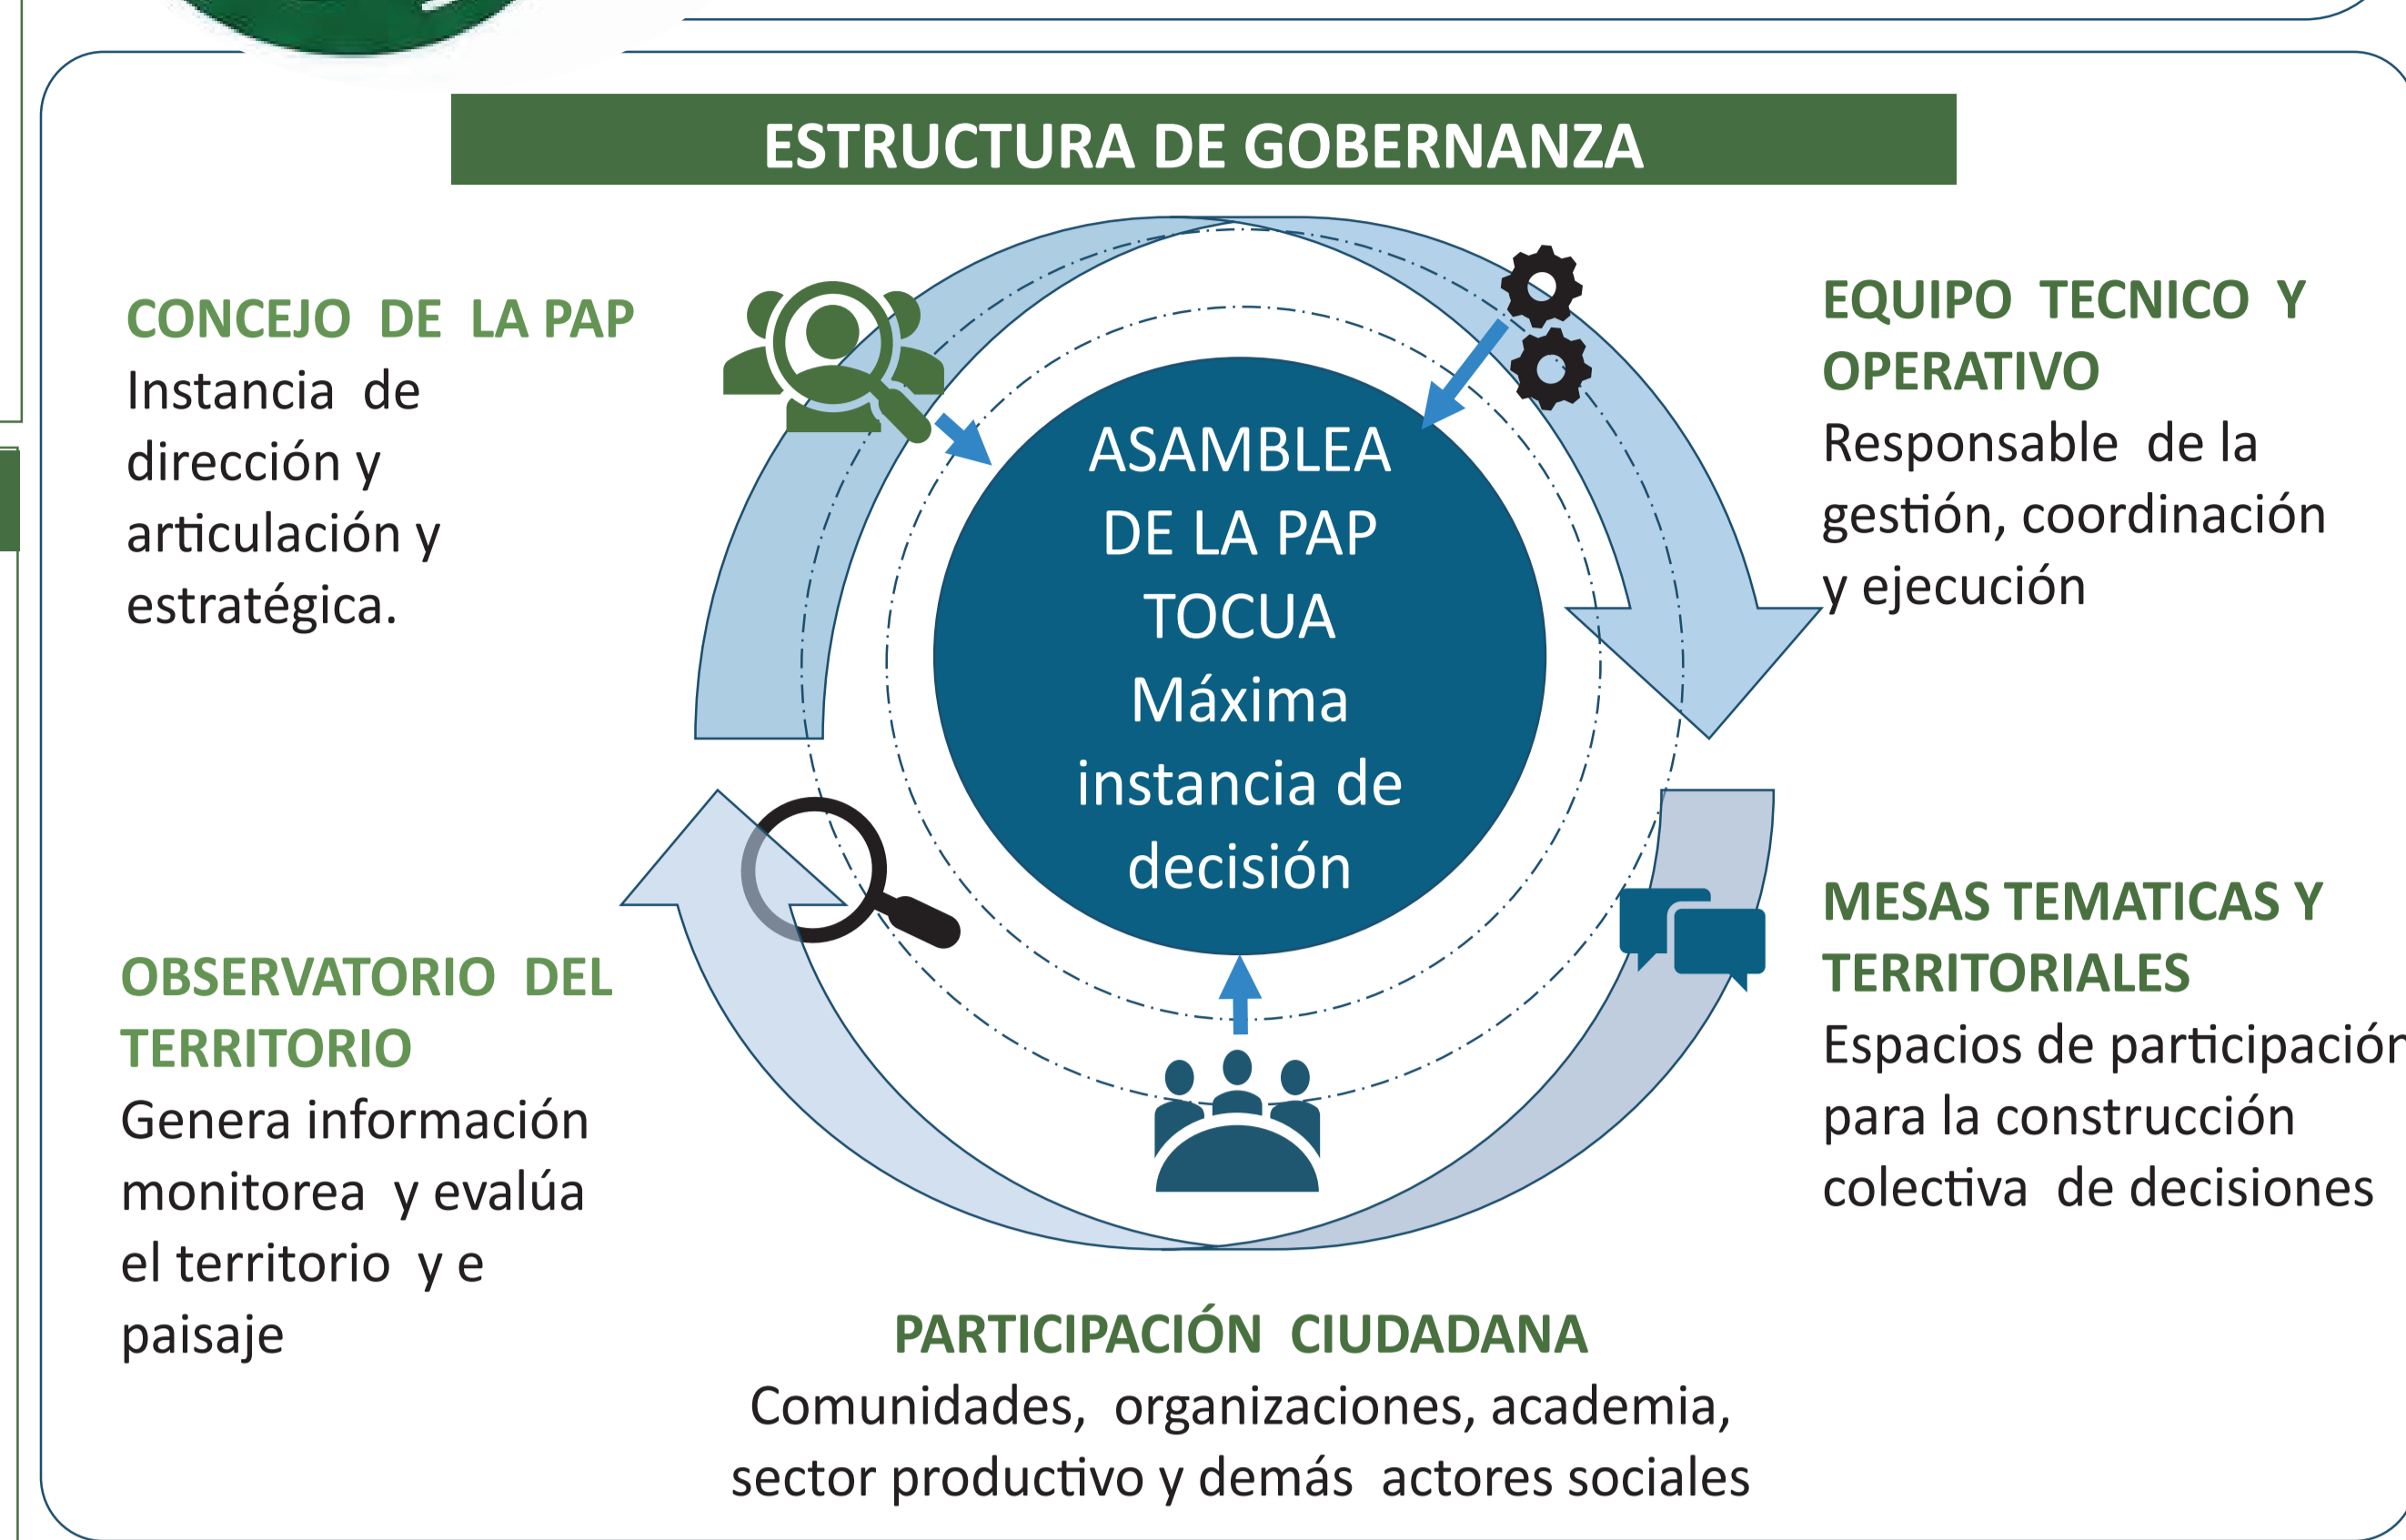 ESTRUCTURA DE GOBERNANZA
CONCEJO DE LA PAP
Instancia de
dirección y
articulación y
estratégica.
EQUIPO TECNICO Y
OPERATIVO
Responsable de la
gestión, coordinación
y ejecución
ASAMBLEA
DE LA PAP
TOCUA
Máxima
instancia de
decisión
OBSERVATORIO DEL
TERRITORIO
Genera información
monitorea y evalúa
el territorio y e
paisaje
MESAS TEMATICAS Y
TERRITORIALES
Espacios de participación
para la construcción
colectiva de decisiones
PARTICIPACIÓN CIUDADANA
Comunidades, organizaciones, academia,
sector productivo y demás actores sociales